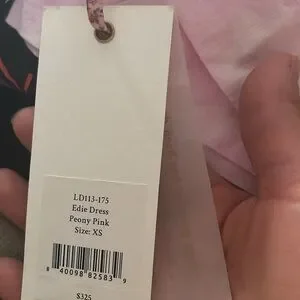 LD113-175
Edie Dress
Peony Pink
Size: XS
8 40098 82583 9
$325